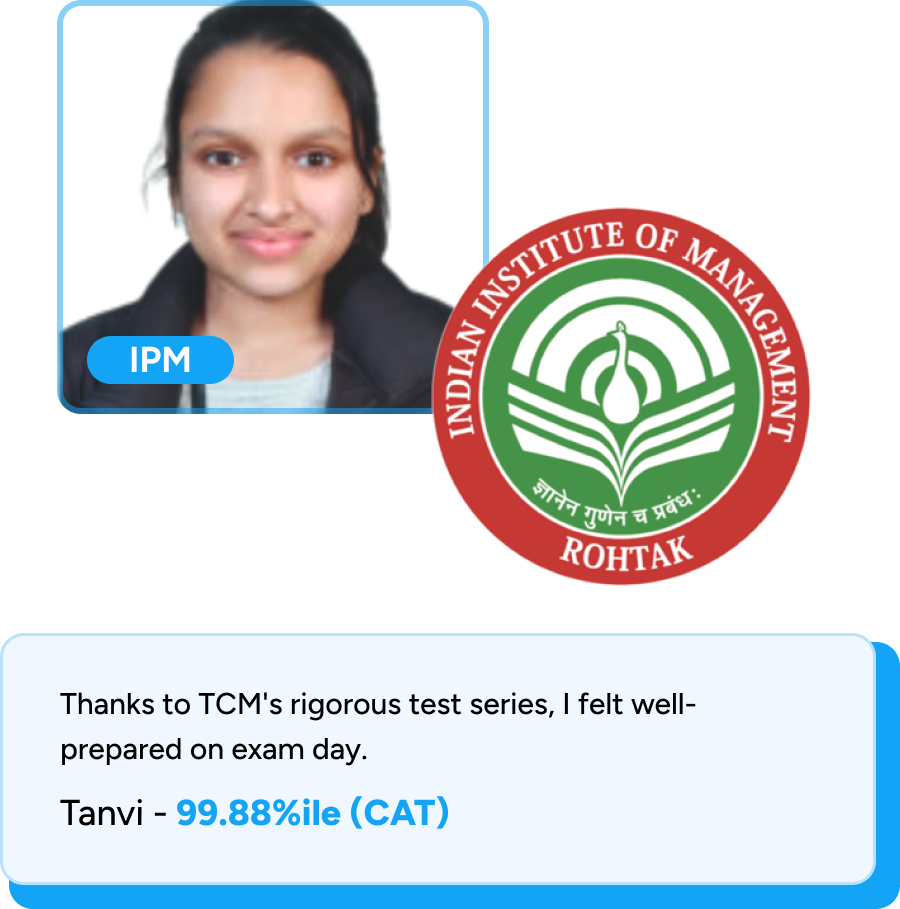 IPM
INDIAN INSTITUTE OF MANAGEMENT
ज्ञानेन गुणेन च प्रबंध:
ROHTAK
Thanks to TCM's rigorous test series, I felt well-
prepared on exam day.
Tanvi - 99.88%ile (CAT)